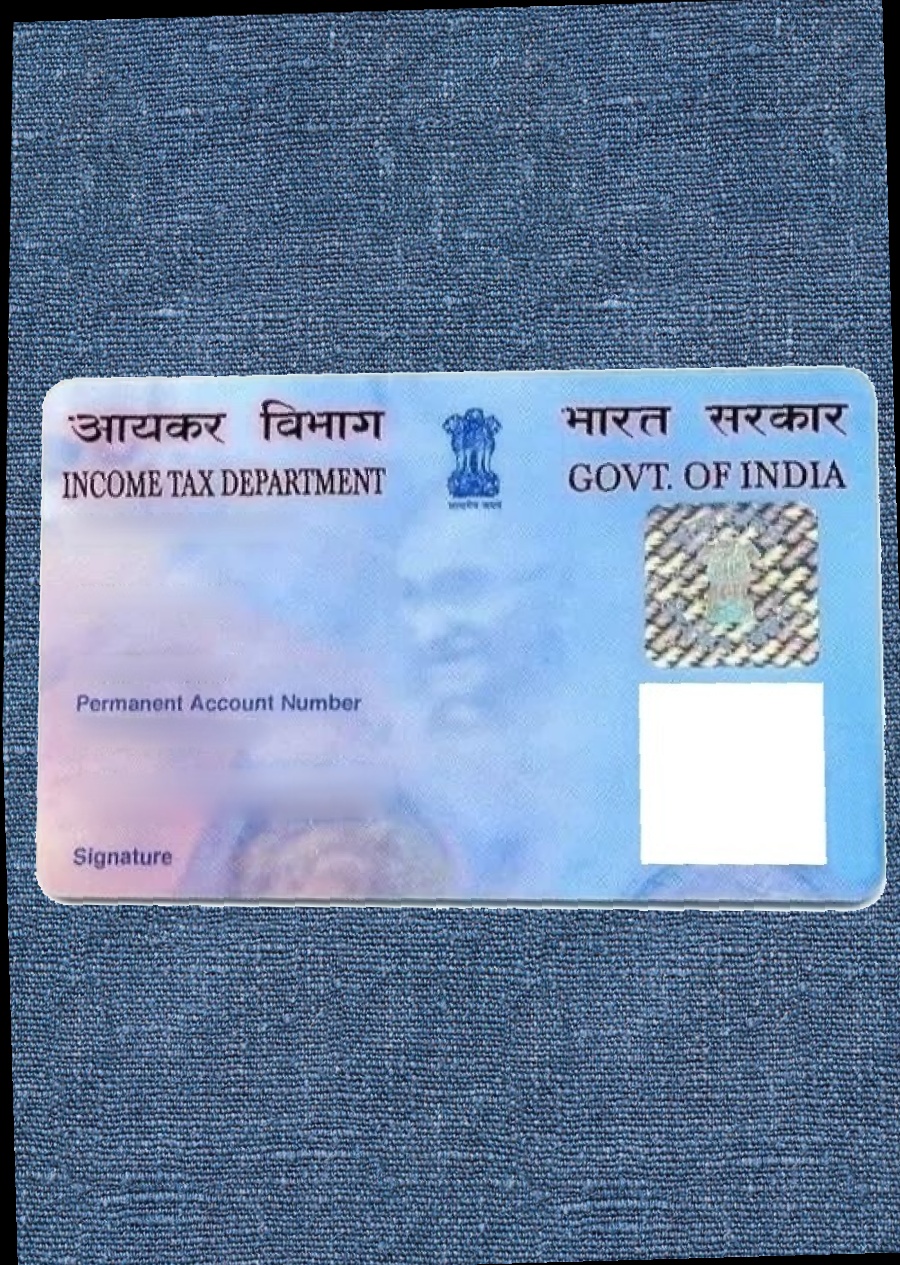 आयकर विभाग
INCOME TAX DEPARTMENT
भारत सरकार
GOVT. OF INDIA
सत्यमेव जयते
Permanent Account Number
Signature